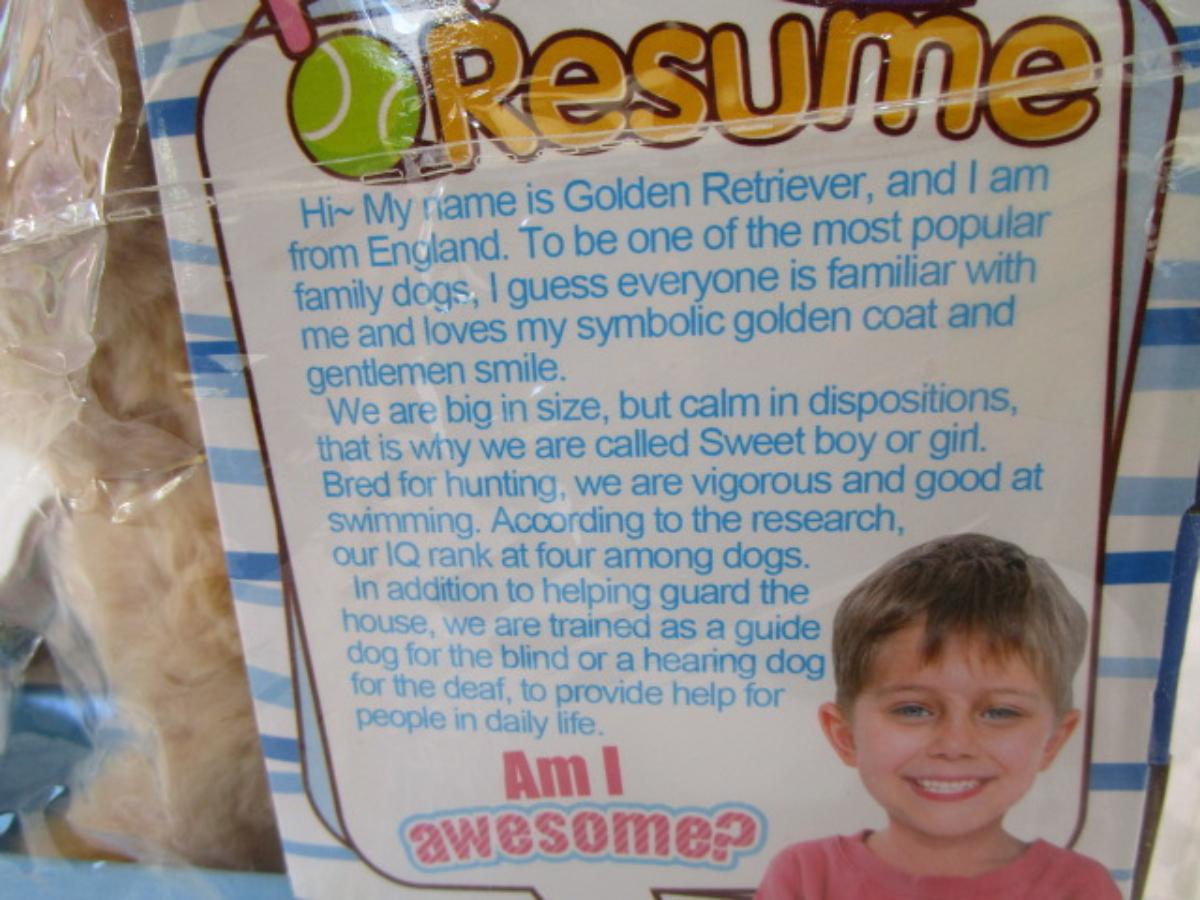 Resume
Hi~ My name is Golden Retriever, and I am
from England. To be one of the most popular
family dogs, I guess everyone is familiar with
me and loves my symbolic golden coat and
gentlemen smile.
We are big in size, but calm in dispositions,
that is why we are called Sweet boy or girl.
Bred for hunting, we are vigorous and good at
swimming. According to the research,
our IQ rank at four among dogs.
In addition to helping guard the
house, we are trained as a guide
dog for the blind or a hearing dog
for the deaf, to provide help for
people in daily life.
Am I
awesome?